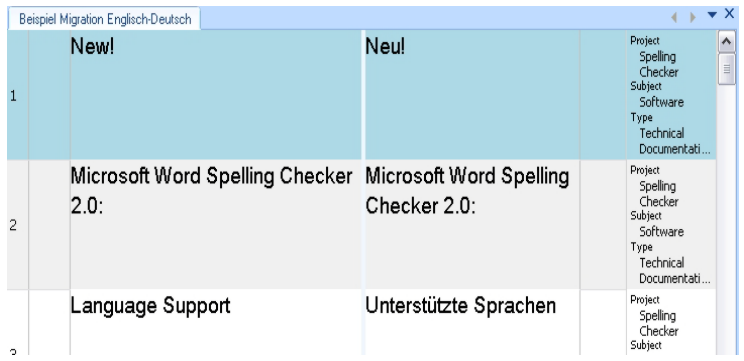 Beispiel Migration Englisch-Deutsch
1
New!
Neu!
Project
Spelling
Checker
Subject
Software
Type
Technical
Documentati...
2
Microsoft Word Spelling Checker
2.0:
Microsoft Word Spelling
Checker 2.0:
Project
Spelling
Checker
Subject
Software
Type
Technical
Documentati...
3
Language Support
Unterstützte Sprachen
Project
Spelling
Checker
Subject